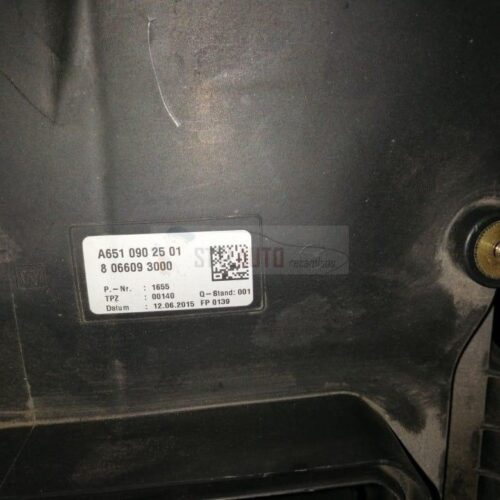 A651 090 25 01
8 06609 3000
P.-Nr. : 1655
TPZ : 00140 Q-Stand: 001
Datum : 12.06.2015 FP 0139